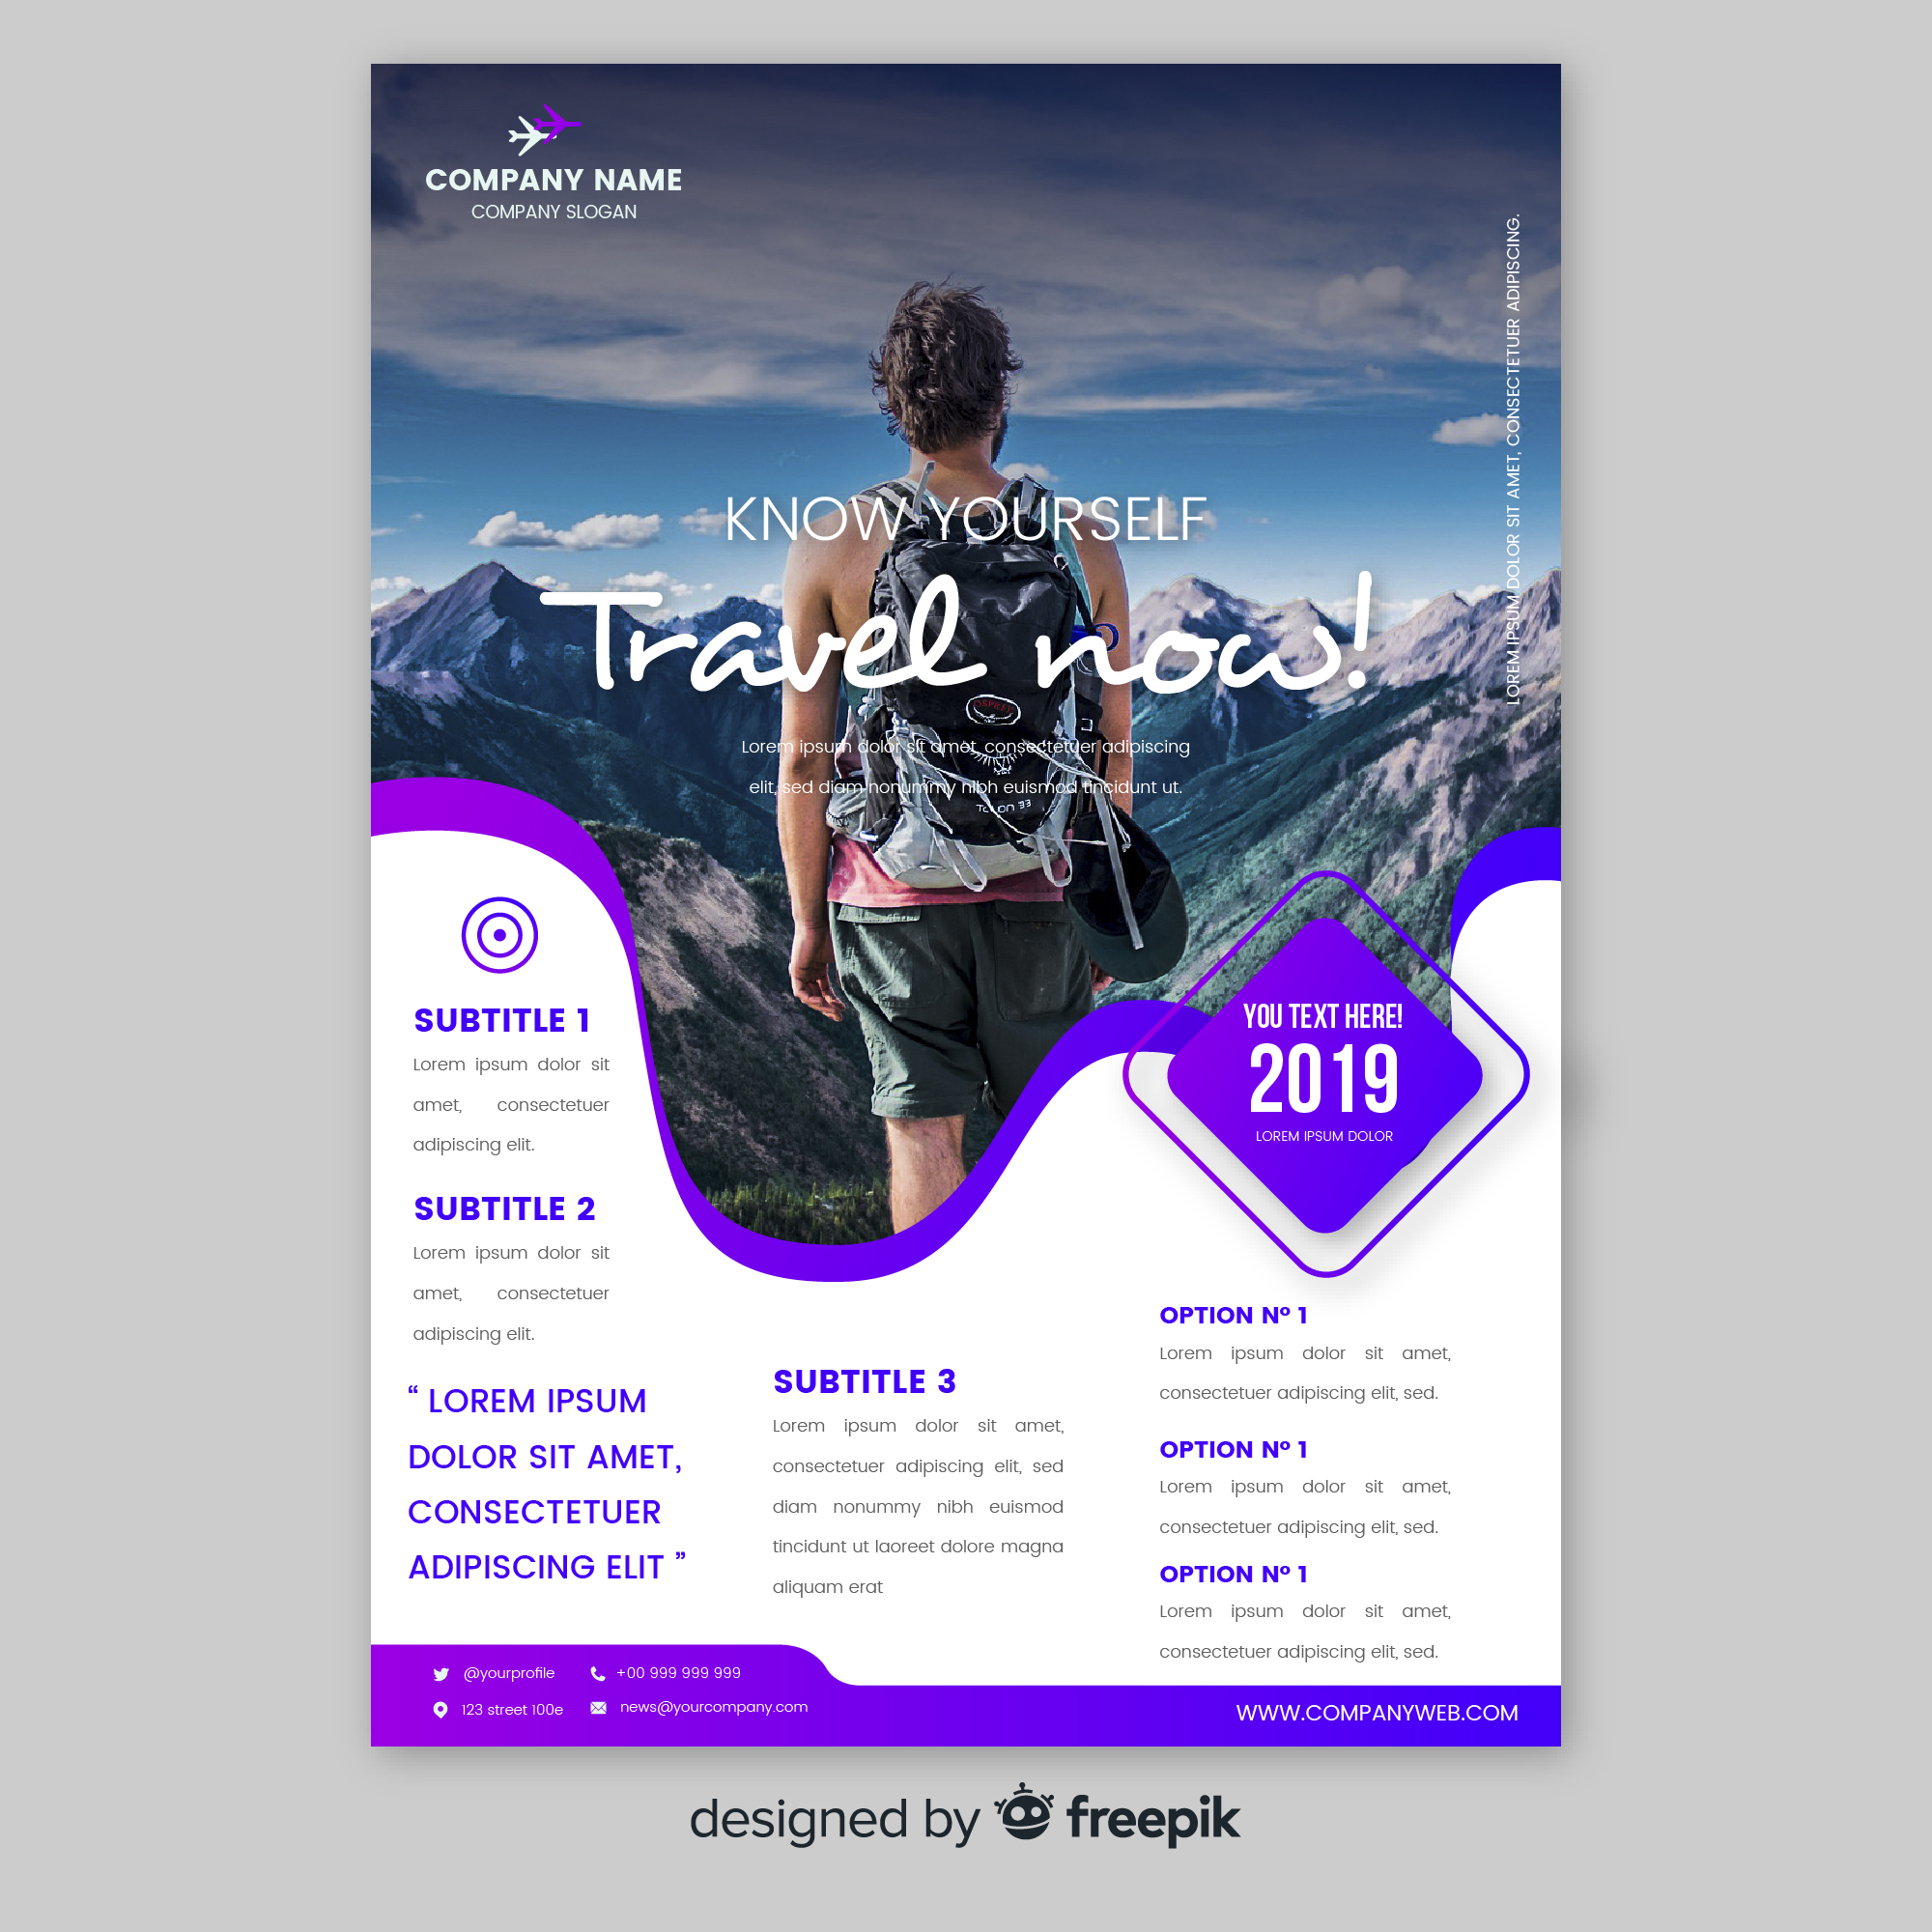 COMPANY NAME
COMPANY SLOGAN
LOREM IPSUM DOLOR SIT AMET, CONSECTETUER ADIPISCING.
KNOW YOURSELF
Travel now!
OSPREY
Lorem ipsum dolor sit amet, consectetuer adipiscing
elit, sed diam nonummy nibh euismod tincidunt ut.
Talon 33
YOU TEXT HERE!
2019
LOREM IPSUM DOLOR
SUBTITLE 1
Lorem ipsum dolor sit
amet, consectetuer
adipiscing elit.
SUBTITLE 2
Lorem ipsum dolor sit
amet, consectetuer
adipiscing elit.
“ LOREM IPSUM
DOLOR SIT AMET,
CONSECTETUER
ADIPISCING ELIT ”
SUBTITLE 3
Lorem ipsum dolor sit amet,
consectetuer adipiscing elit, sed
diam nonummy nibh euismod
tincidunt ut laoreet dolore magna
aliquam erat
OPTION Nº 1
Lorem ipsum dolor sit amet,
consectetuer adipiscing elit, sed.
OPTION Nº 1
Lorem ipsum dolor sit amet,
consectetuer adipiscing elit, sed.
OPTION Nº 1
Lorem ipsum dolor sit amet,
consectetuer adipiscing elit, sed.
@yourprofile
+00 999 999 999
123 street 100e
news@yourcompany.com
WWW.COMPANYWEB.COM
designed by freepik